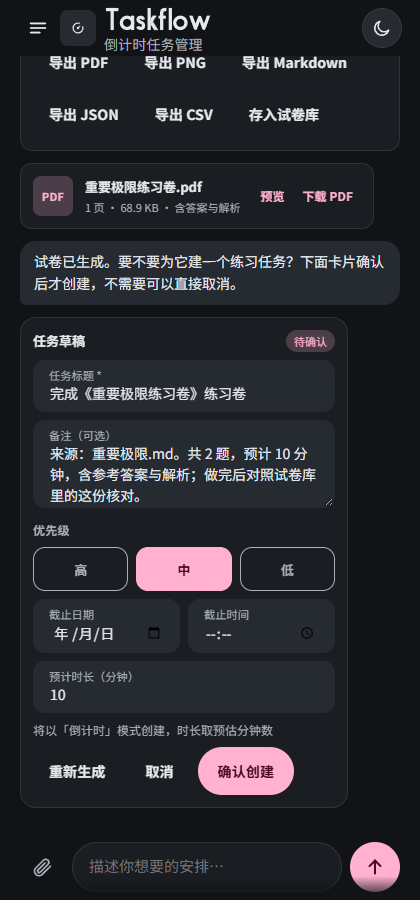 Taskflow
倒计时任务管理
导出 PDF
导出 PNG
导出 Markdown
导出 JSON
导出 CSV
存入试卷库
PDF
重要极限练习卷.pdf
1 页 · 68.9 KB · 含答案与解析
预览
下载 PDF
试卷已生成。要不要为它建一个练习任务？下面卡片确认
后才创建，不需要可以直接取消。
任务草稿
待确认
任务标题 *
完成《重要极限练习卷》练习卷
备注（可选）
来源：重要极限.md。共 2 题，预计 10 分
钟，含参考答案与解析；做完后对照试卷库
里的这份核对。
优先级
高
中
低
截止日期
年 /月/日
截止时间
--:--
预计时长（分钟）
10
将以「倒计时」模式创建，时长取预估分钟数
重新生成
取消
确认创建
描述你想要的安排…